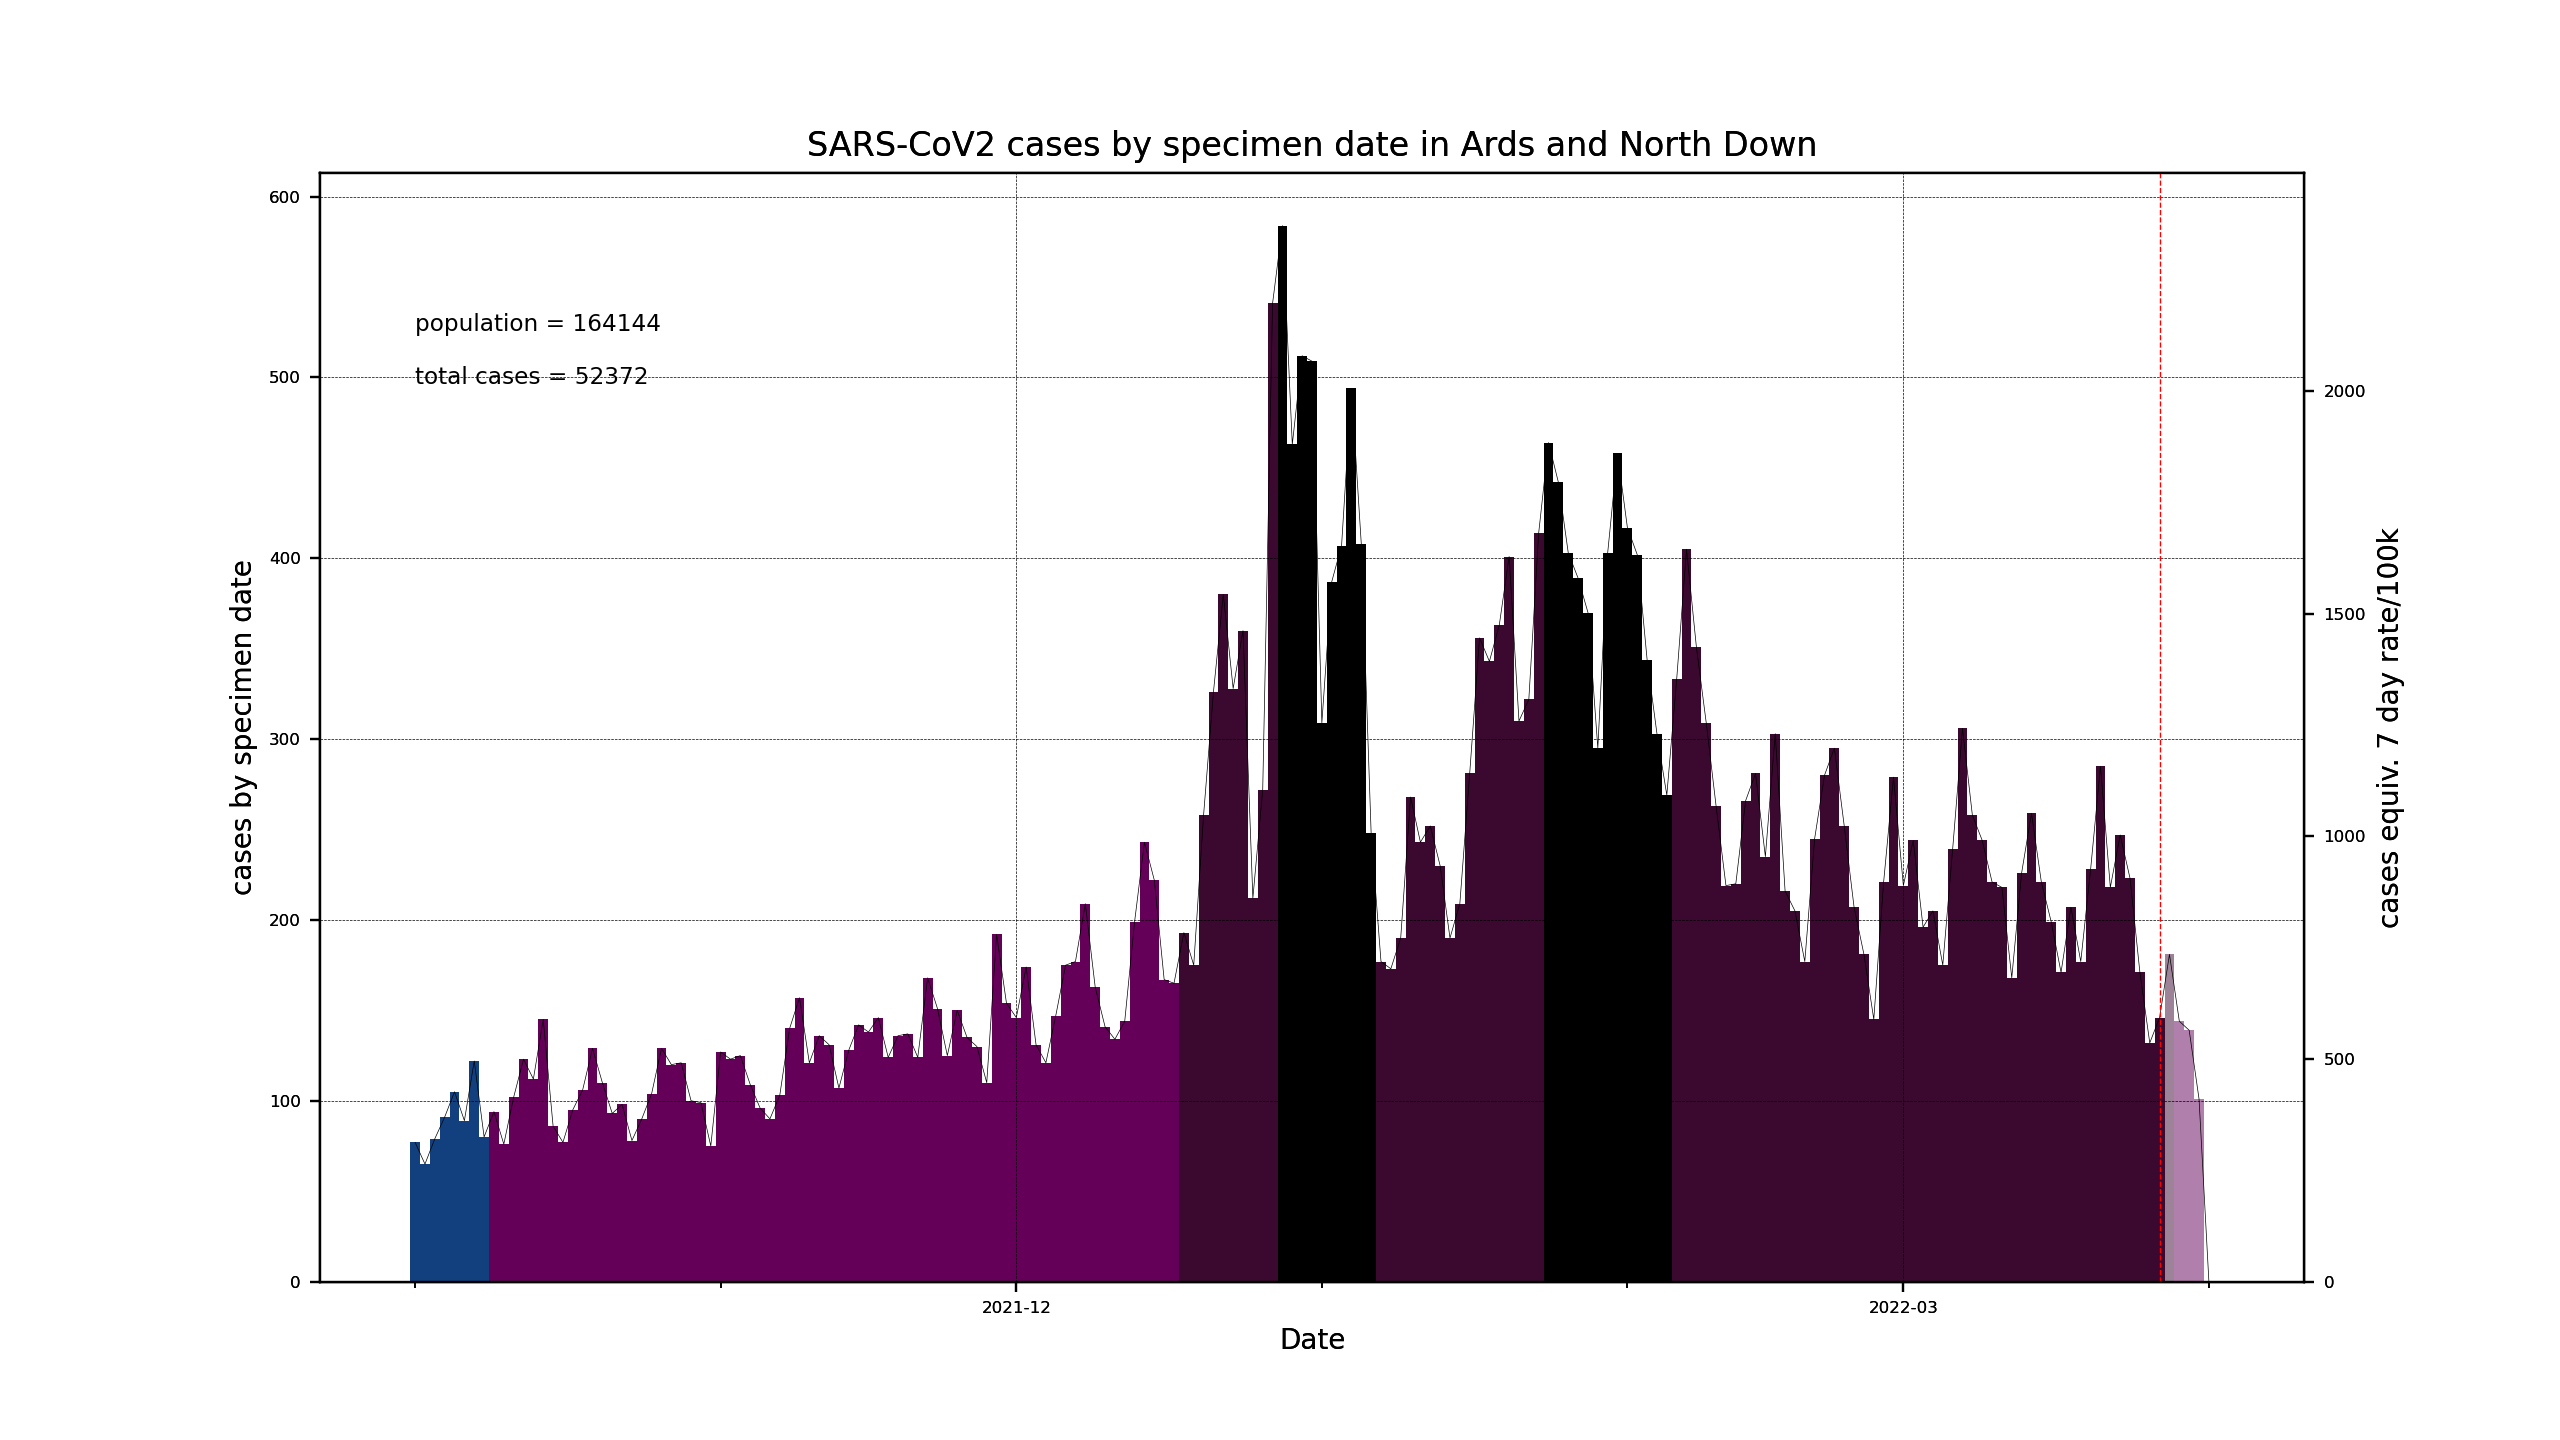 SARS-CoV2 cases by specimen date in Ards and North Down
600
500
400
300
200
100
0
cases by specimen date
population = 164144
total cases = 52372
2000
1500
1000
500
0
cases equiv. 7 day rate/100k
2021-12
2022-03
Date